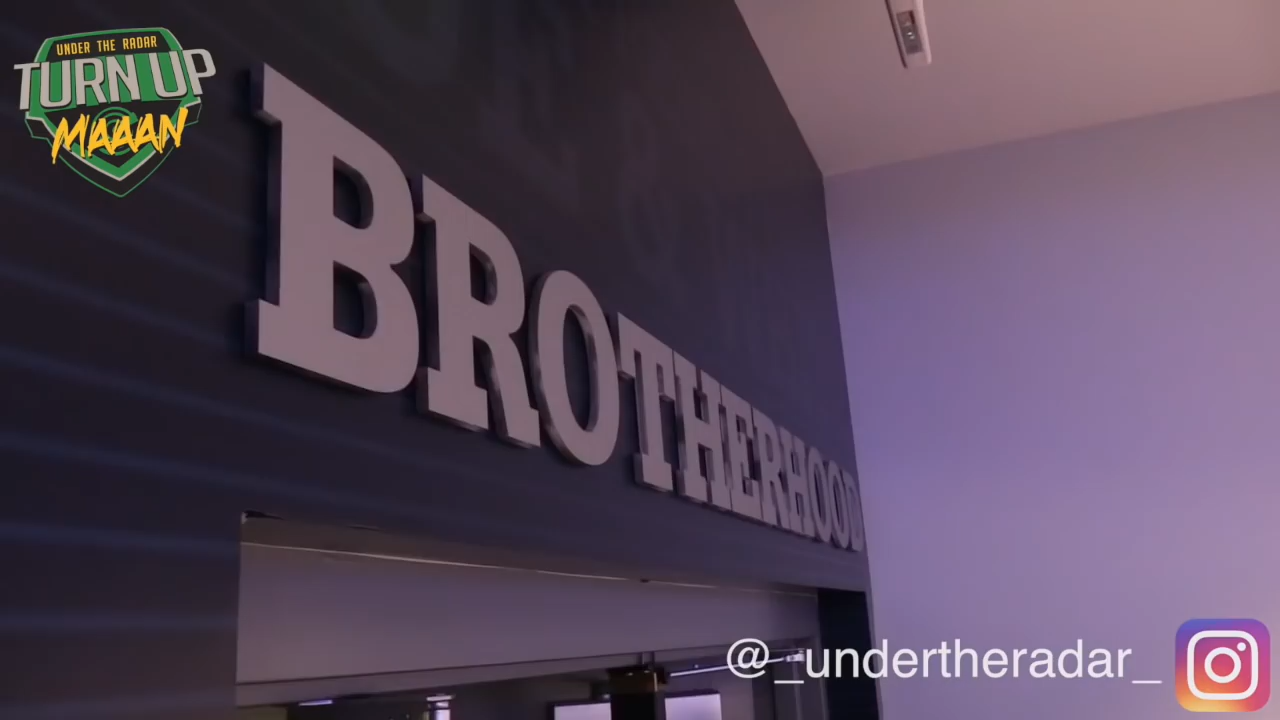 UNDER THE RADAR
TURN UP
MAAAN
BROTHERHOOD
@_undertheradar_